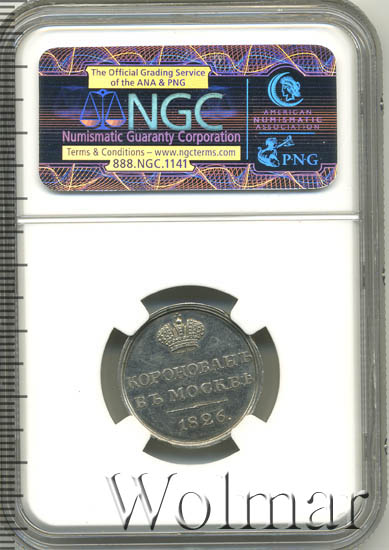 The Official Grading Service
of the ANA & PNG
NGC
Numismatic Guaranty Corporation
Terms & Conditions – www.ngcterms.com
888.NGC.1141
AMERICAN
NUMISMATIC
ASSOCIATION
PNG
КОРОНОВАНЪ
ВЪ МОСКВѢ
1826.
Wolmar